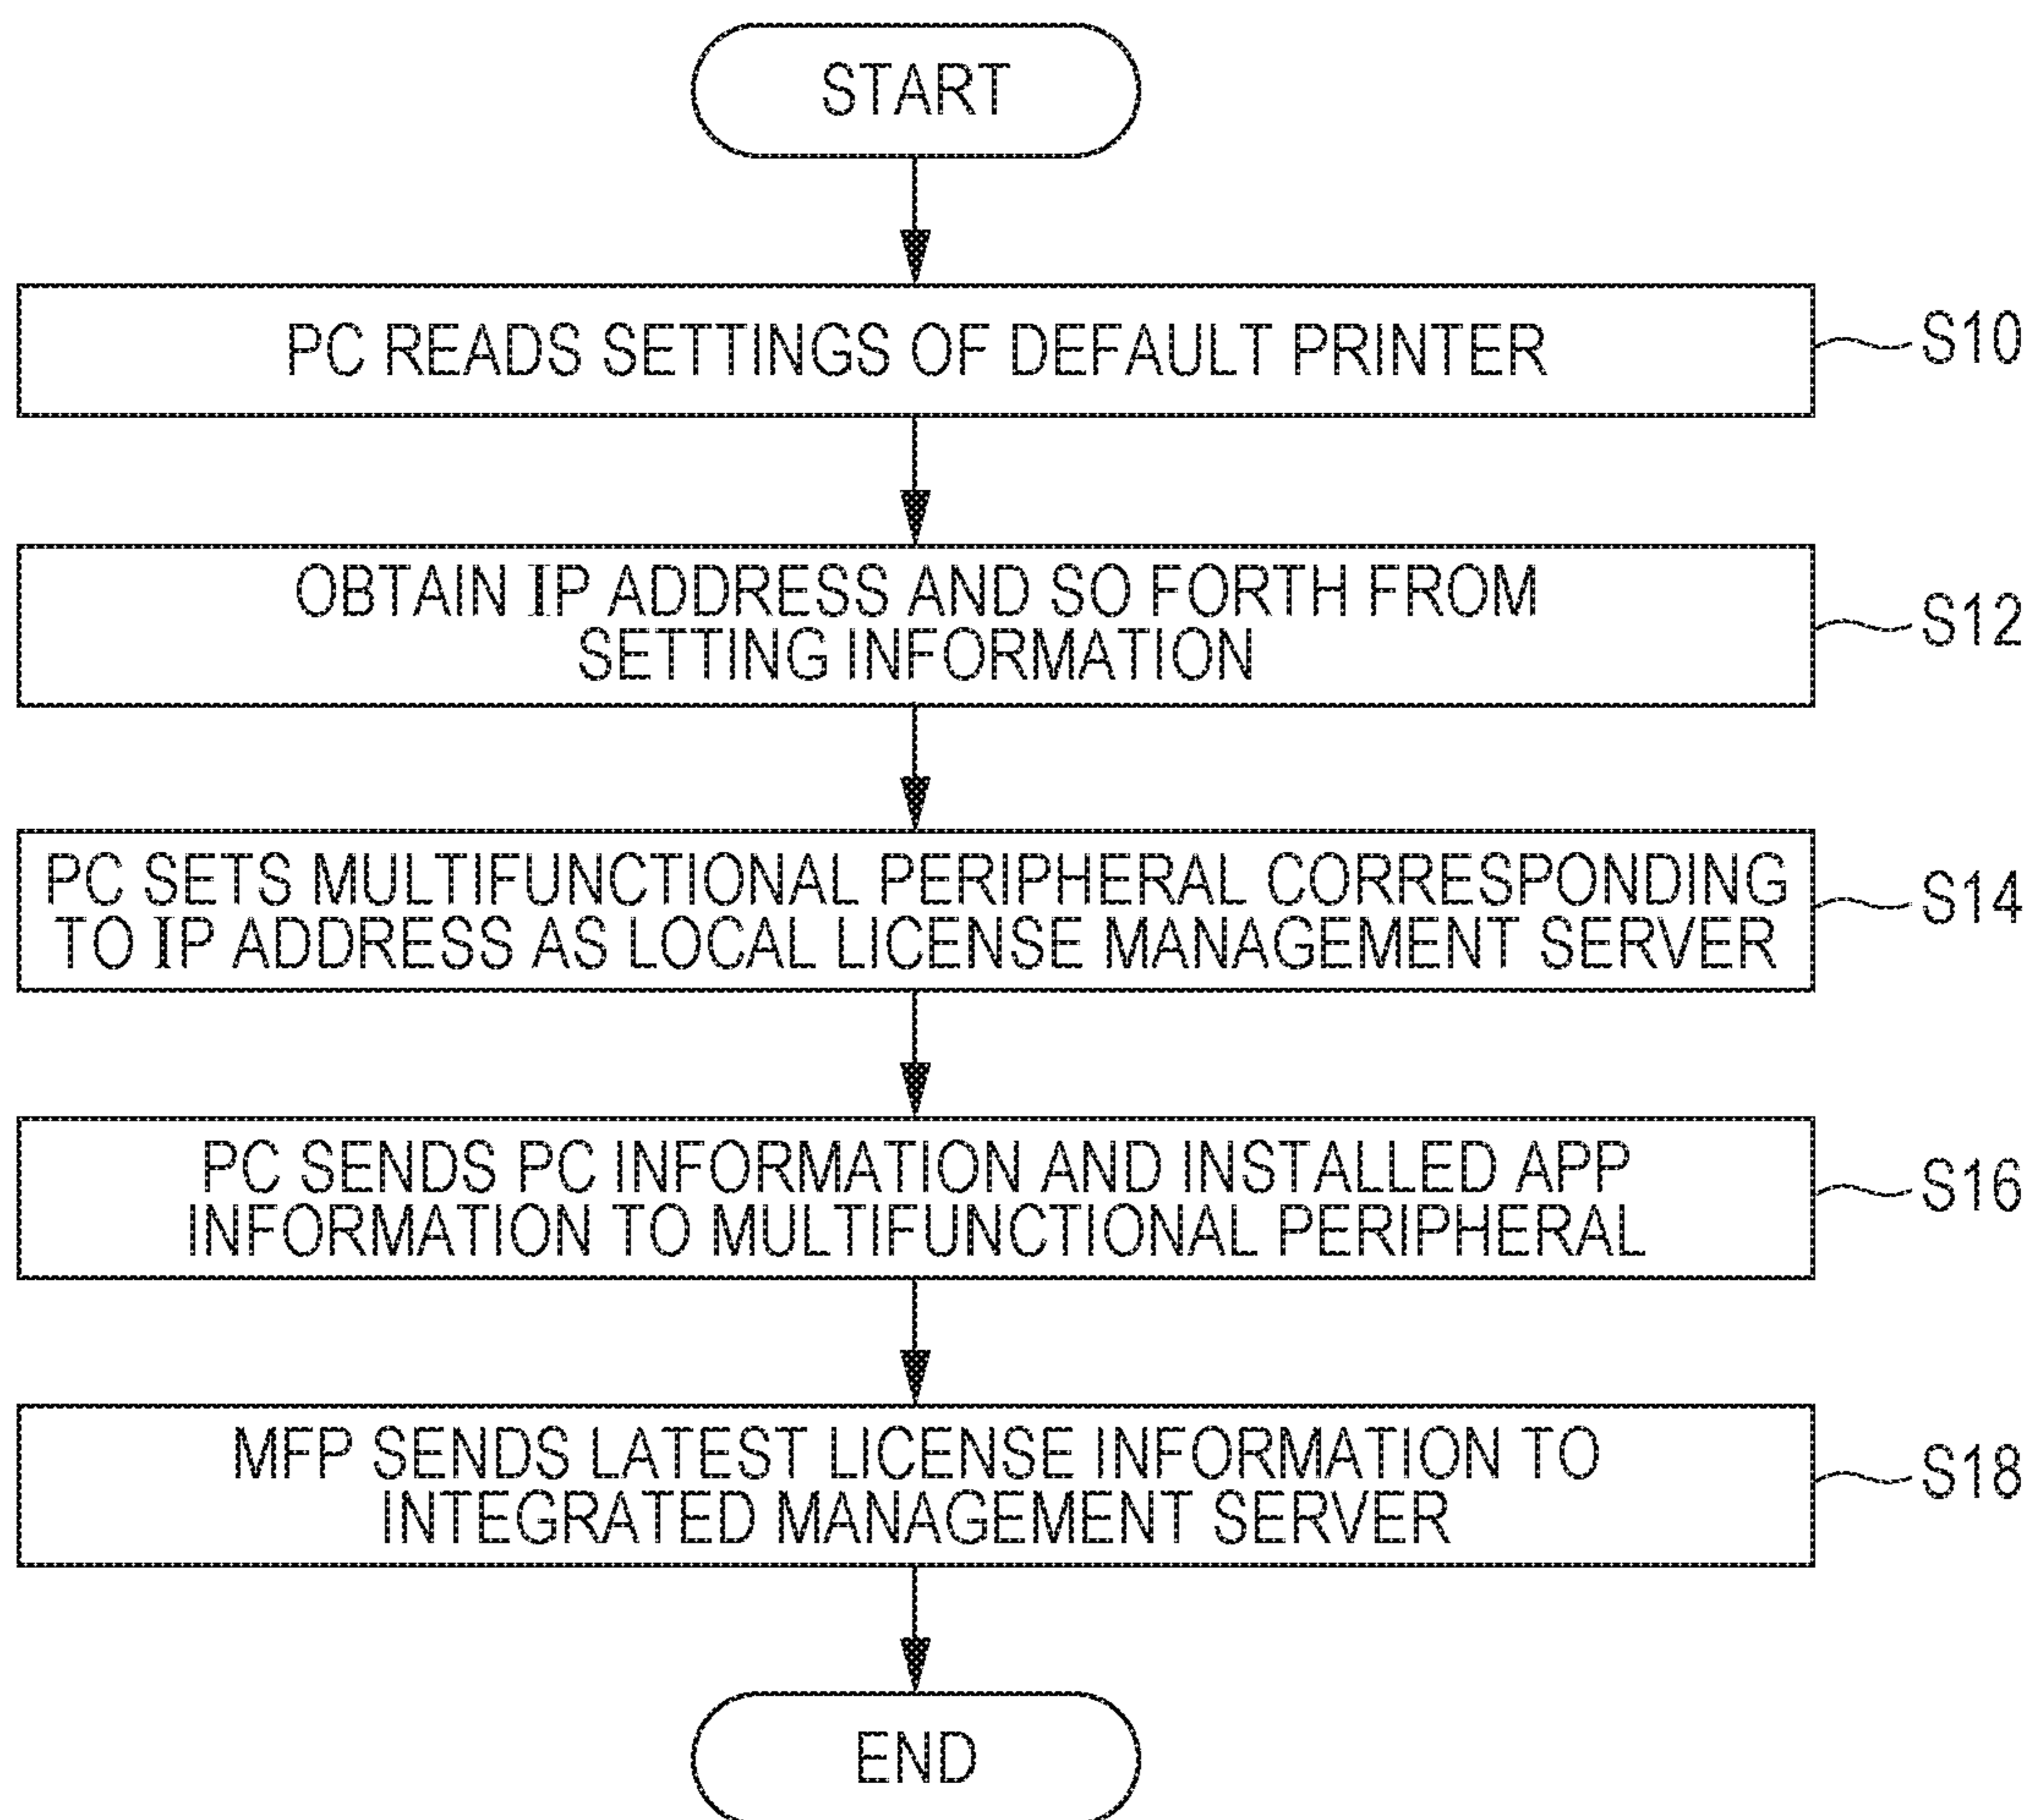 START
PC READS SETTINGS OF DEFAULT PRINTER
S10
OBTAIN IP ADDRESS AND SO FORTH FROM
SETTING INFORMATION
S12
PC SETS MULTIFUNCTIONAL PERIPHERAL CORRESPONDING
TO IP ADDRESS AS LOCAL LICENSE MANAGEMENT SERVER
S14
PC SENDS PC INFORMATION AND INSTALLED APP
INFORMATION TO MULTIFUNCTIONAL PERIPHERAL
S16
MFP SENDS LATEST LICENSE INFORMATION TO
INTEGRATED MANAGEMENT SERVER
S18
END